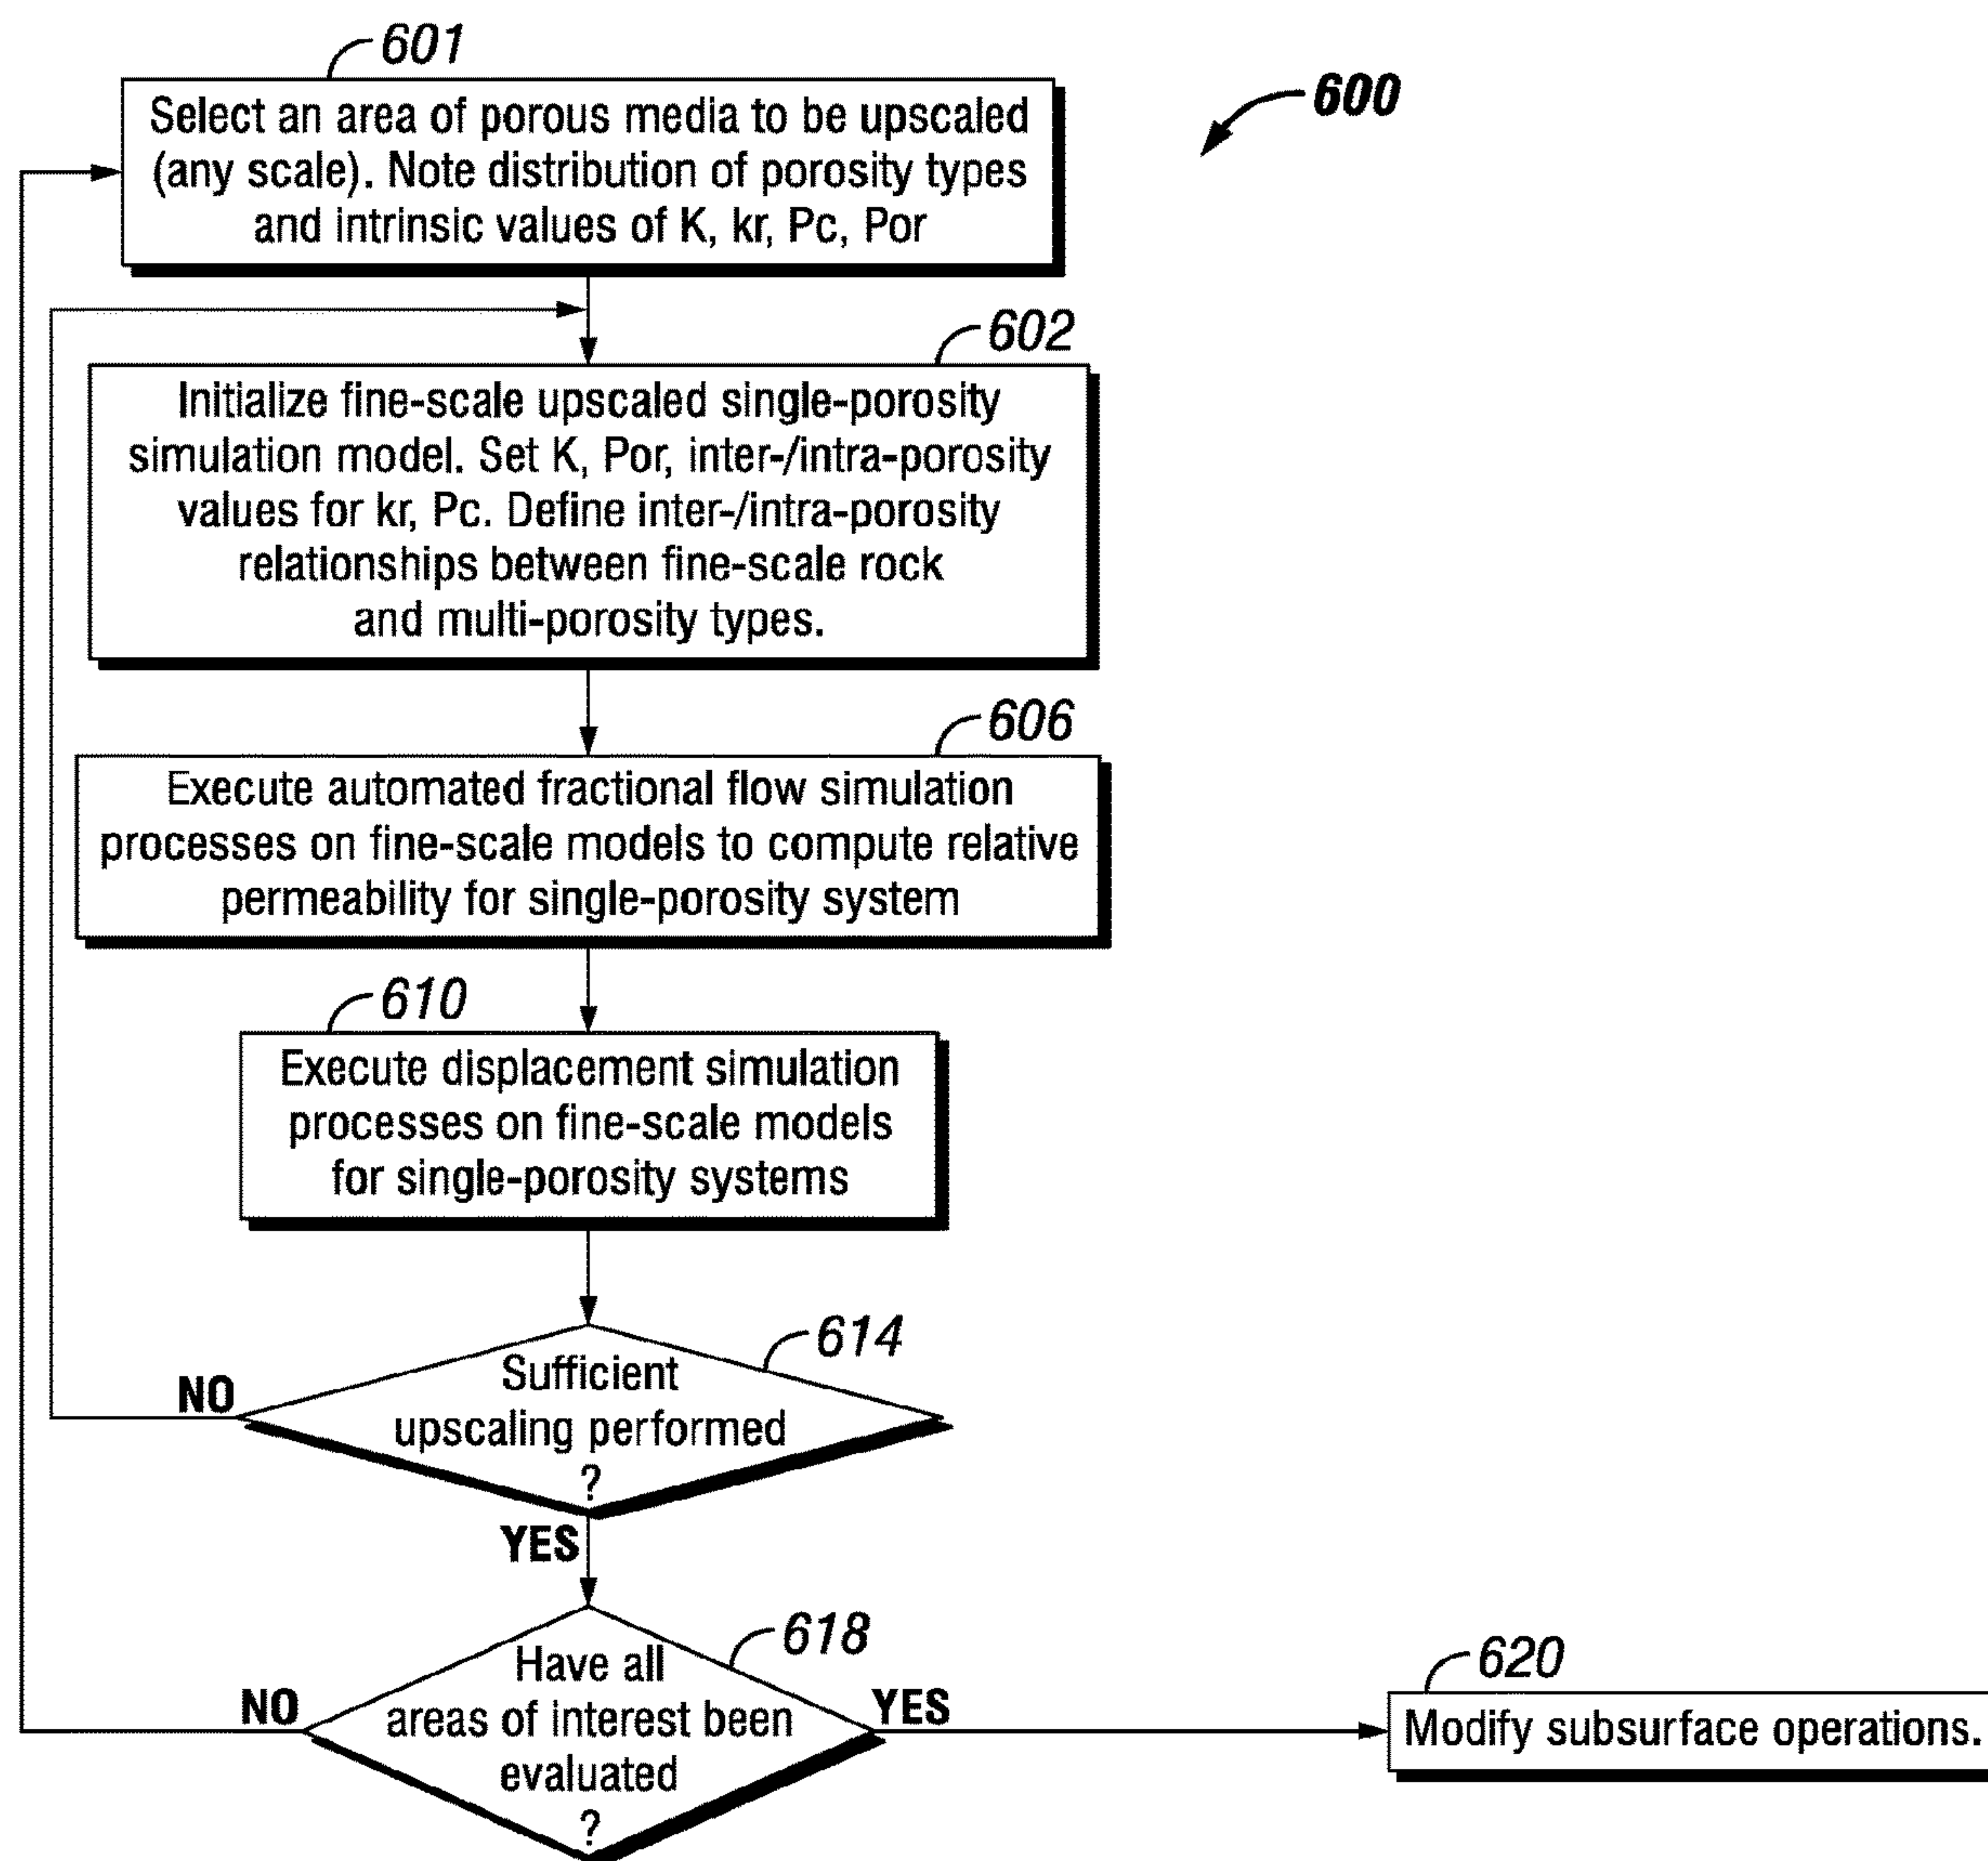 601
600
Select an area of porous media to be upscaled
(any scale). Note distribution of porosity types
and intrinsic values of K, kr, Pc, Por
602
Initialize fine-scale upscaled single-porosity
simulation model. Set K, Por, inter-/intra-porosity
values for kr, Pc. Define inter-/intra-porosity
relationships between fine-scale rock
and multi-porosity types.
606
Execute automated fractional flow simulation
processes on fine-scale models to compute relative
permeability for single-porosity system
610
Execute displacement simulation
processes on fine-scale models
for single-porosity systems
614
Sufficient
upscaling performed
?
NO
YES
618
Have all
areas of interest been
evaluated
?
NO
YES
620
Modify subsurface operations.